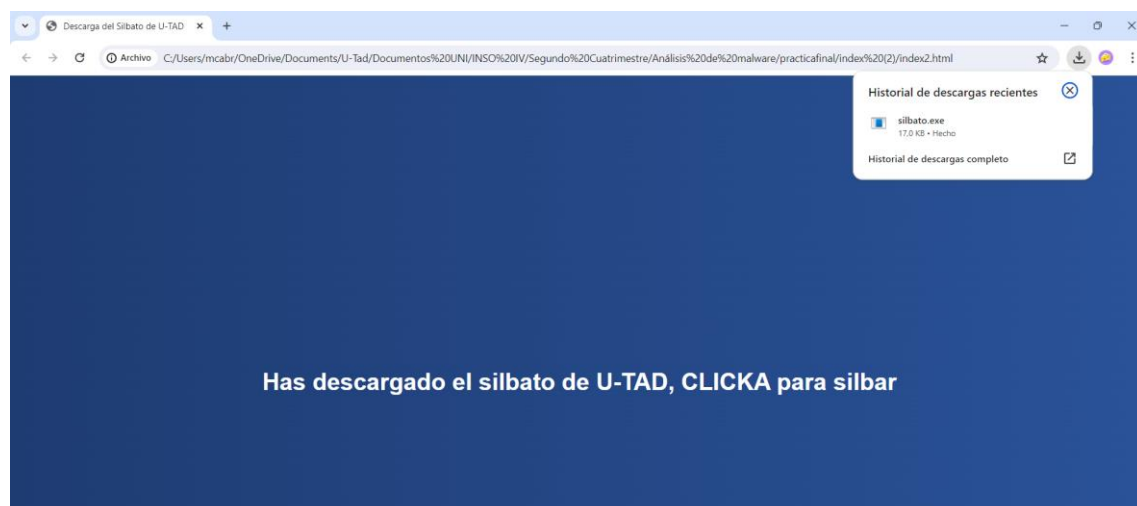 Descarga del Silbato de U-TAD
Archivo C:/Users/mcabr/OneDrive/Documents/U-Tad/Documentos%20UNI/INSO%20IV/Segundo%20Cuatrimestre/Análisis%20de%20malware/practicafinal/index%20(2)/index2.html
Historial de descargas recientes
silbato.exe
17.0 KB • Hecho
Historial de descargas completo
Has descargado el silbato de U-TAD, CLICKA para silbar